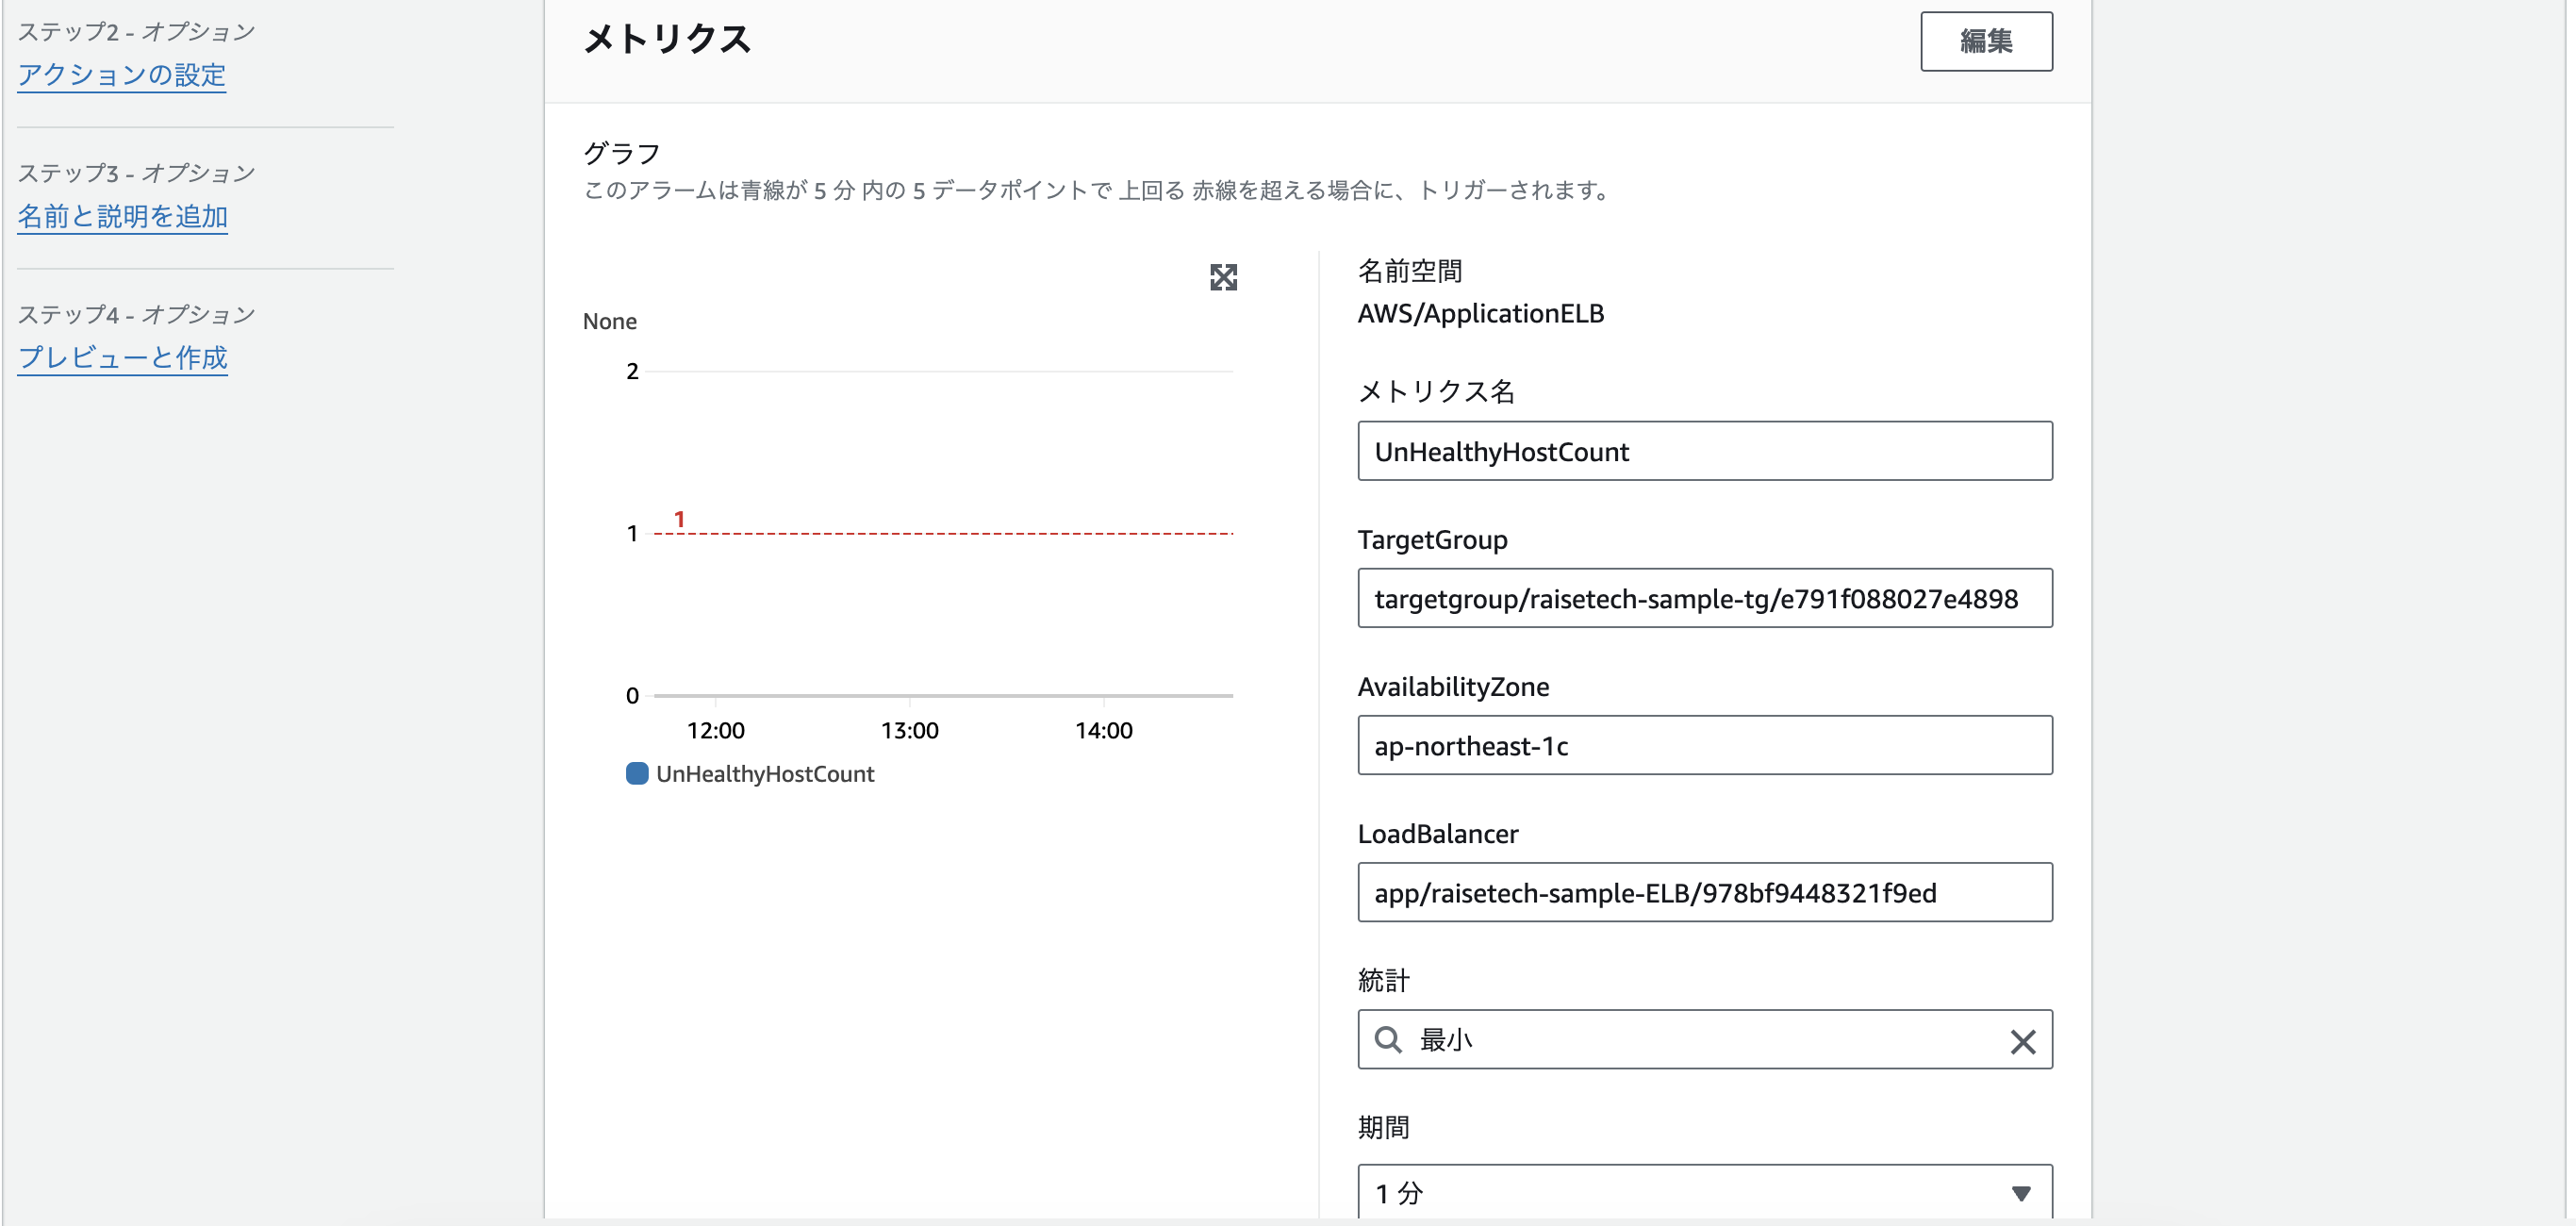 ステップ2 - オプション
アクションの設定
ステップ3 - オプション
名前と説明を追加
ステップ4 - オプション
プレビューと作成
メトリクス
編集
グラフ
このアラームは青線が 5 分 内の 5 データポイントで 上回る 赤線を超える場合に、トリガーされます。
None
2
1
1
0
12:00
13:00
14:00
UnHealthyHostCount
名前空間
AWS/ApplicationELB
メトリクス名
UnHealthyHostCount
TargetGroup
targetgroup/raisetech-sample-tg/e791f088027e4898
AvailabilityZone
ap-northeast-1c
LoadBalancer
app/raisetech-sample-ELB/978bf9448321f9ed
統計
最小
期間
1 分